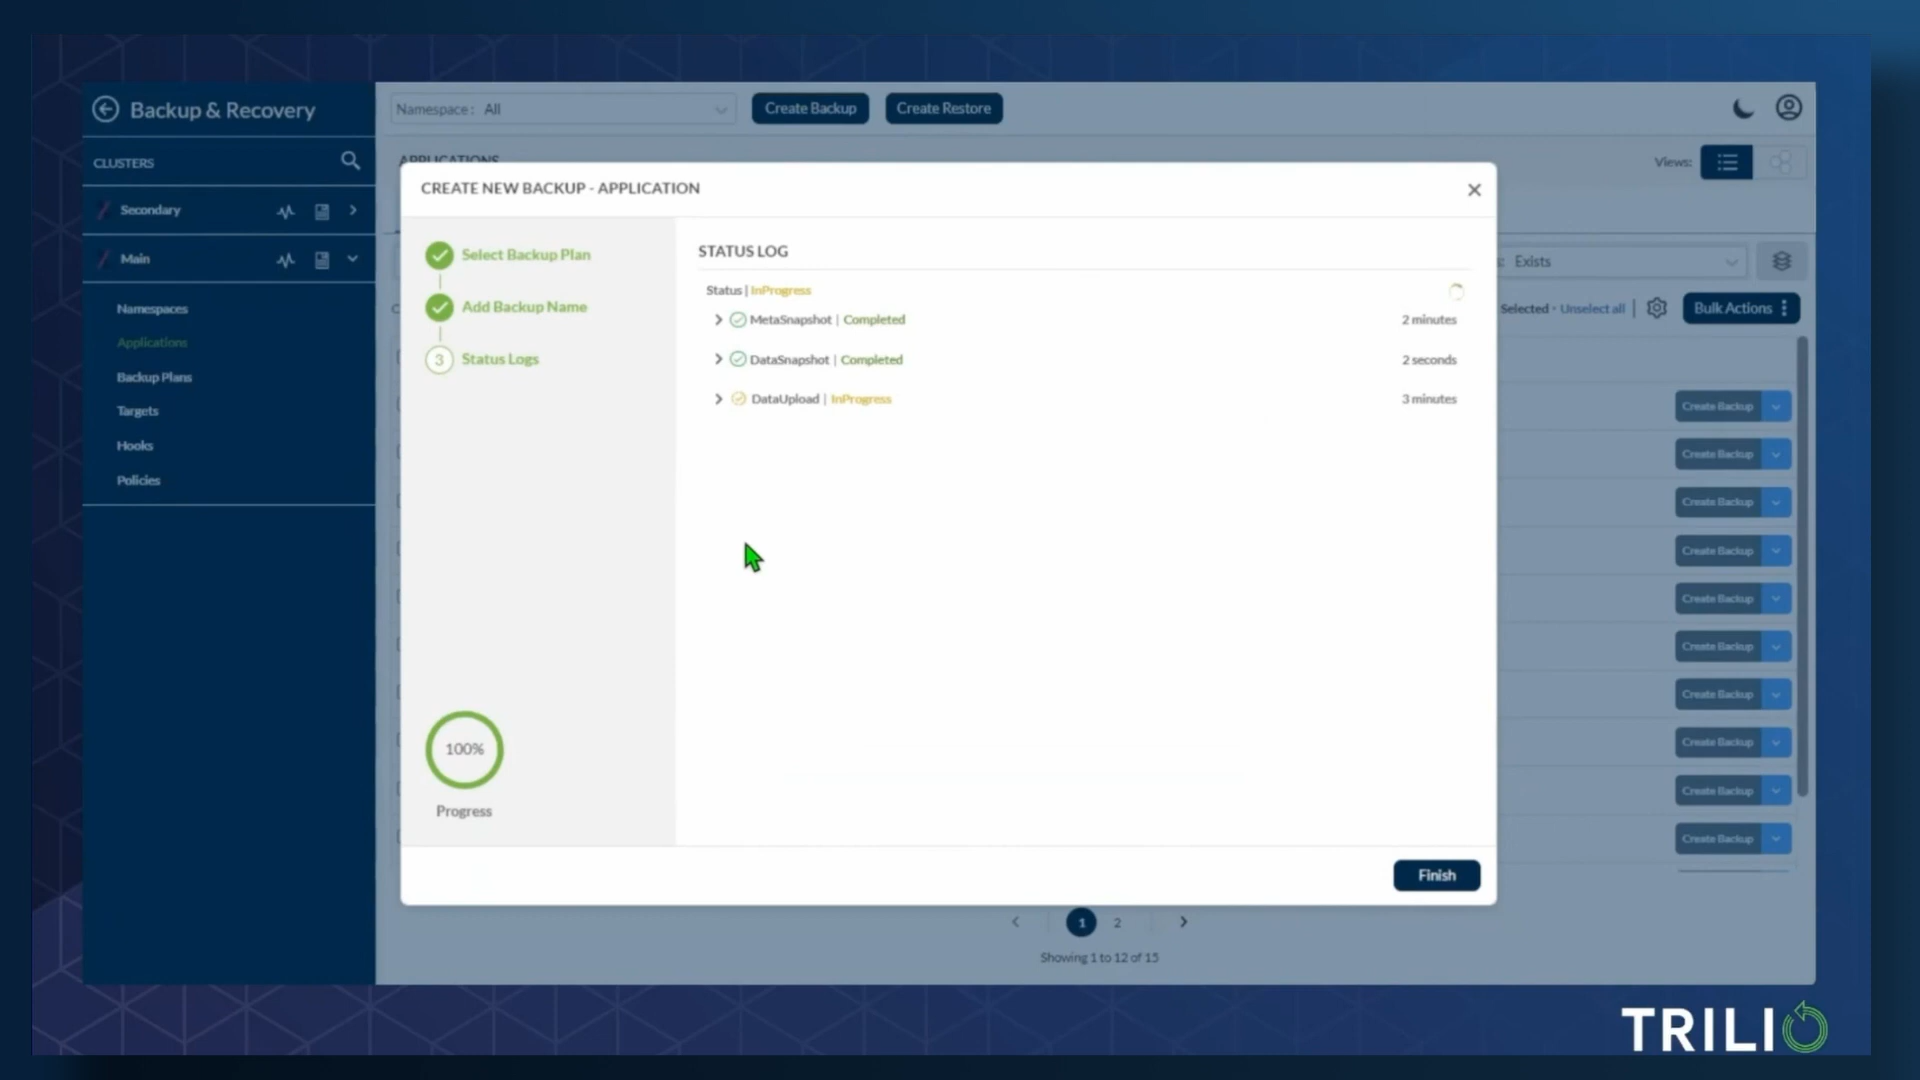 Backup & Recovery
Namespace : All
Create Backup
Create Restore
CLUSTERS
APPLICATIONS
Views:
Secondary
Main
Namespaces
Applications
Backup Plans
Targets
Hooks
Policies
CREATE NEW BACKUP - APPLICATION
Select Backup Plan
Add Backup Name
3 Status Logs
100%
Progress
STATUS LOG
Status | InProgress
MetaSnapshot | Completed 2 minutes
DataSnapshot | Completed 2 seconds
DataUpload | InProgress 3 minutes
Finish
: Exists
Selected - Unselect all
Bulk Actions
Create Backup
Create Backup
Create Backup
Create Backup
Create Backup
Create Backup
Create Backup
Create Backup
Create Backup
Create Backup
1 2
Showing 1 to 12 of 15
TRILIO